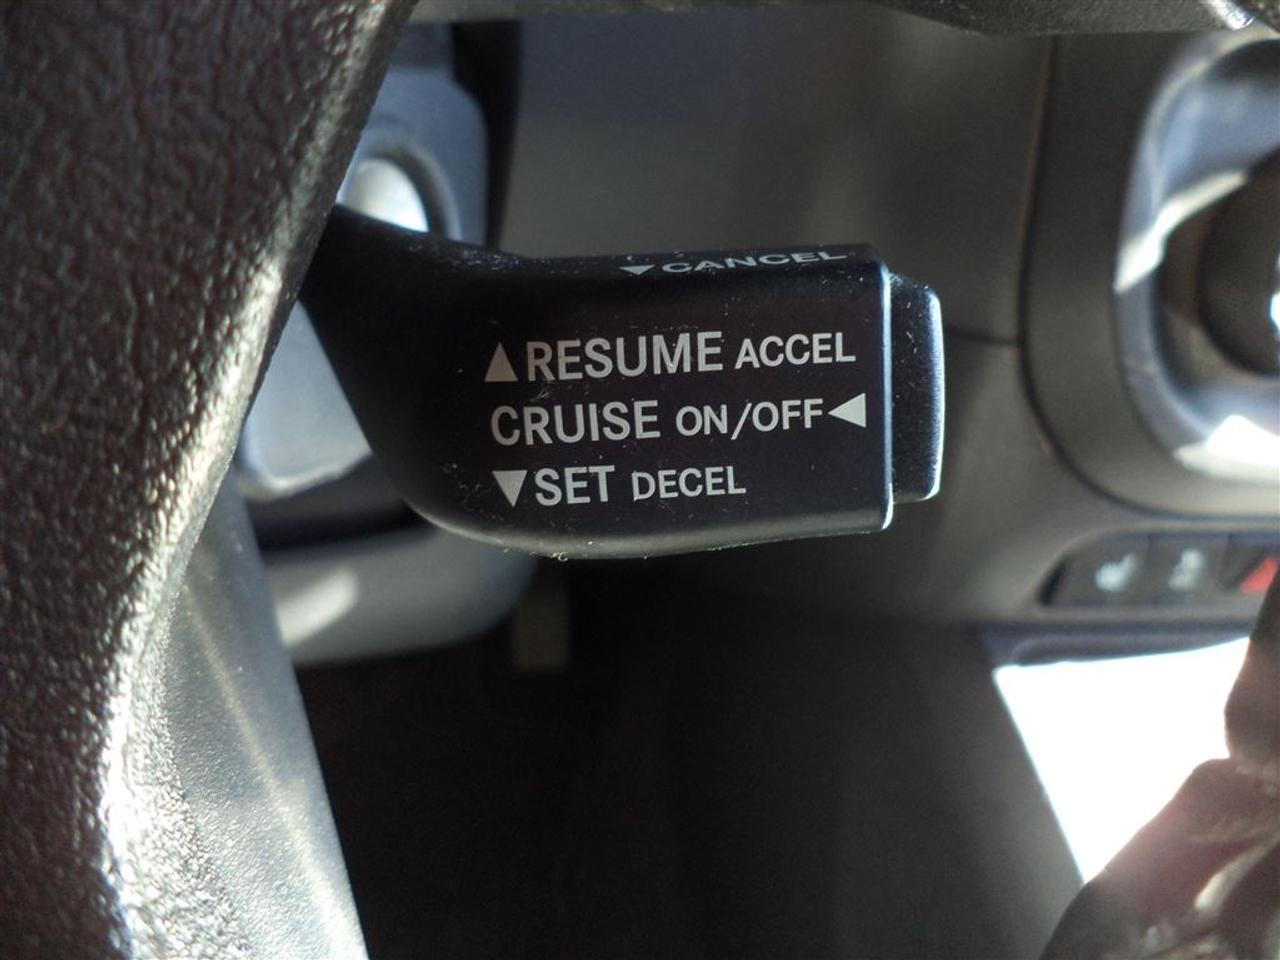 ▼CANCEL
▲RESUME ACCEL
CRUISE ON/OFF◀
▼SET DECEL